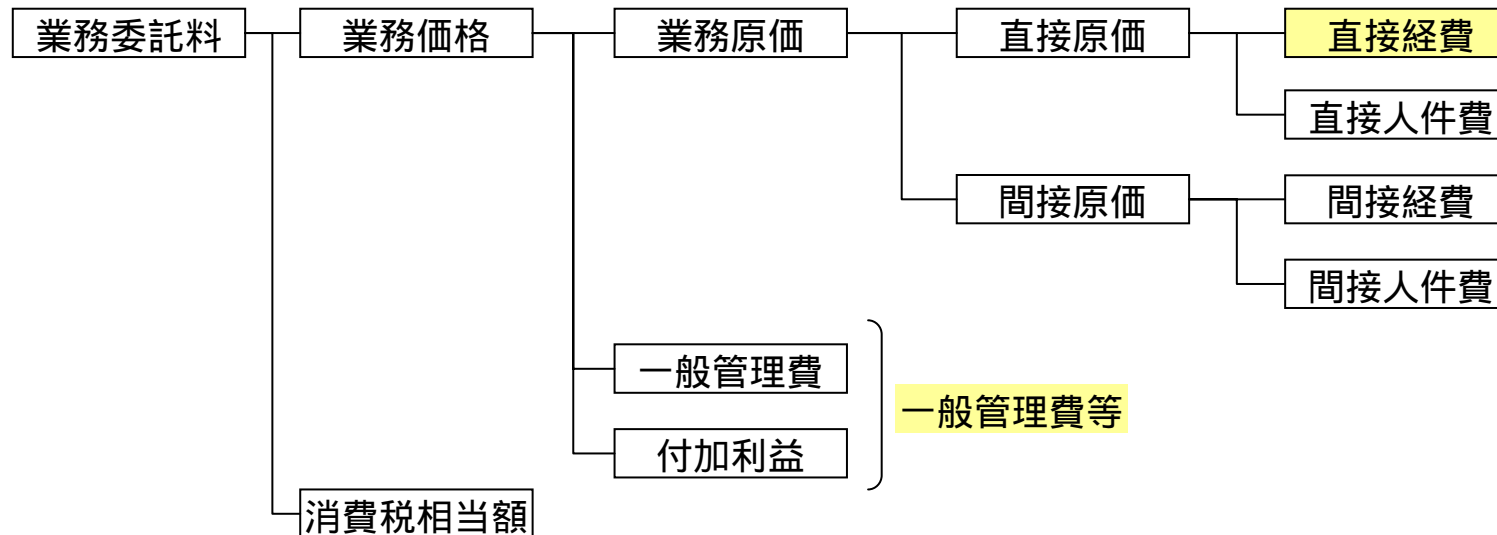 業務委託料
業務価格
業務原価
直接原価
直接経費
直接人件費
間接原価
間接経費
間接人件費
一般管理費
一般管理費等
付加利益
消費税相当額